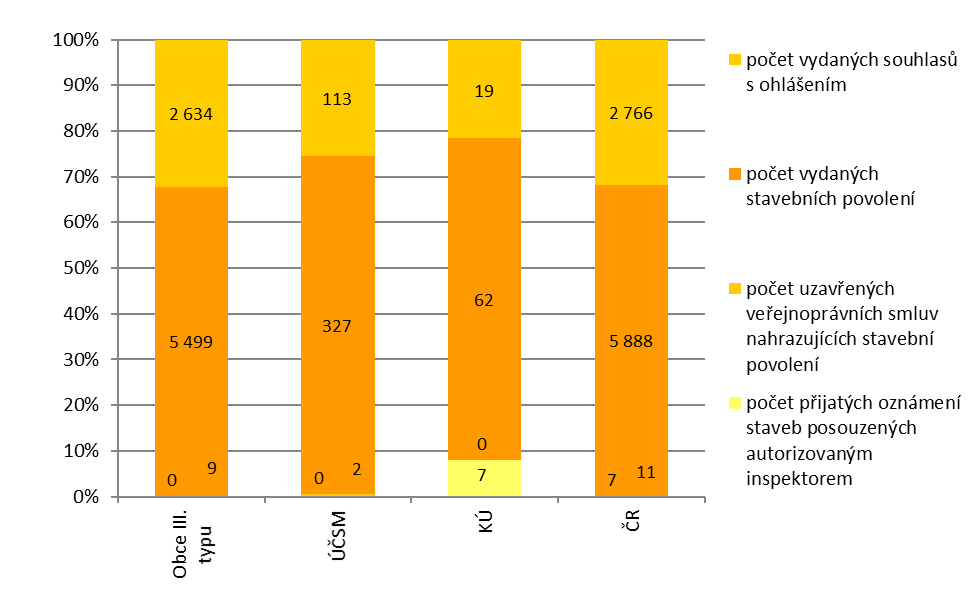 100%
90%
80%
70%
60%
50%
40%
30%
20%
10%
0%
2 634
113
19
2 766
5 499
327
62
5 888
0
9
0
2
0
7
7
11
Obce III.
typu
ÚČSM
KÚ
ČR
počet vydaných souhlasů
s ohlášením
počet vydaných
stavebních povolení
počet uzavřených
veřejnoprávních smluv
nahrazujících stavební
povolení
počet přijatých oznámení
staveb posouzených
autorizovaným
inspektorem